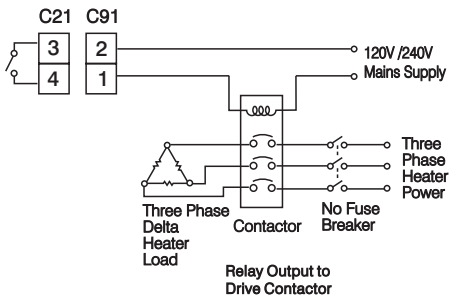 C21 C91
3 2
4 1
120V /240V
Mains Supply
Three
Phase
Heater
Power
Three Phase
Delta
Heater
Load
Contactor
No Fuse
Breaker
Relay Output to
Drive Contactor